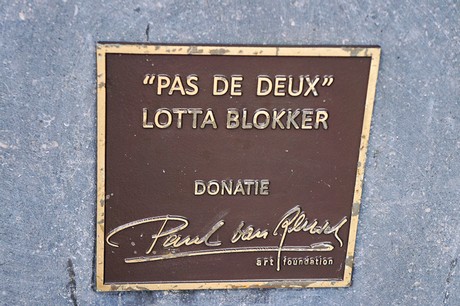 "PAS DE DEUX"
LOTTA BLOKKER
DONATIE
Paul van
art foundation